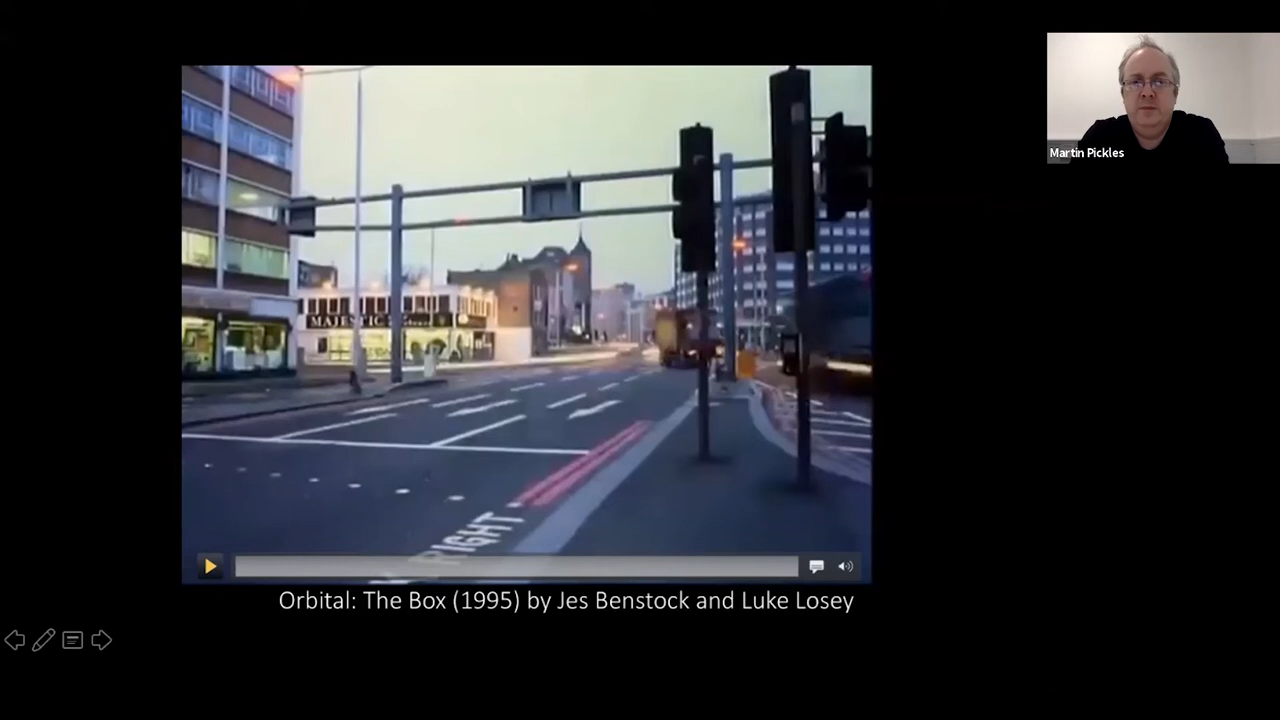 Martin Pickles
MAJESTIC
RIGHT
Orbital: The Box (1995) by Jes Benstock and Luke Losey